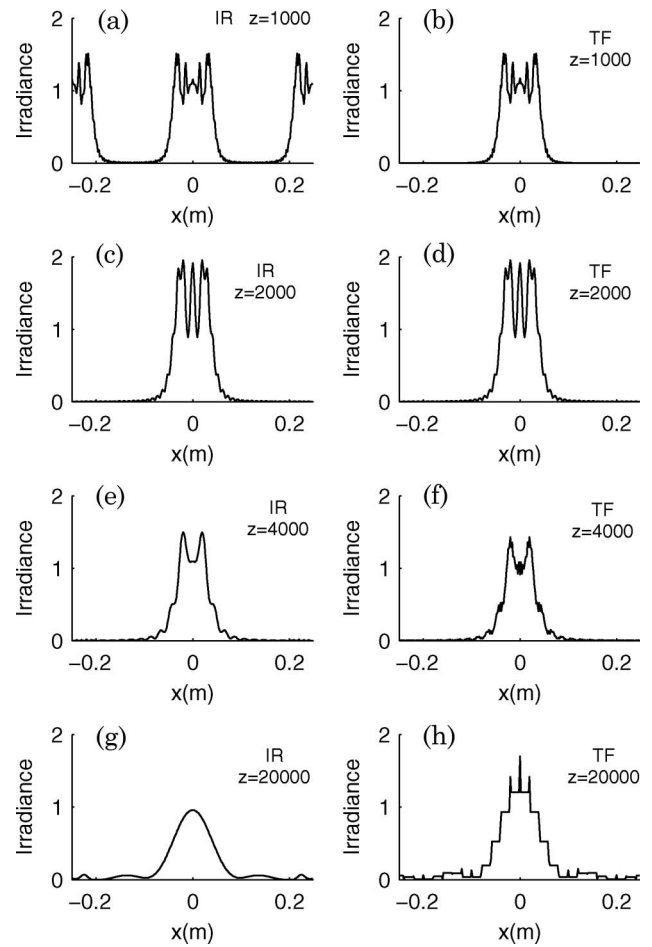 (a)
IR z=1000
2
1
0
Irradiance
−0.2 0 0.2
x(m)
(b)
TF
z=1000
2
1
0
Irradiance
−0.2 0 0.2
x(m)
(c)
IR
z=2000
2
1
0
Irradiance
−0.2 0 0.2
x(m)
(d)
TF
z=2000
2
1
0
Irradiance
−0.2 0 0.2
x(m)
(e)
IR
z=4000
2
1
0
Irradiance
−0.2 0 0.2
x(m)
(f)
TF
z=4000
2
1
0
Irradiance
−0.2 0 0.2
x(m)
(g)
IR
z=20000
2
1
0
Irradiance
−0.2 0 0.2
x(m)
(h)
TF
z=20000
2
1
0
Irradiance
−0.2 0 0.2
x(m)